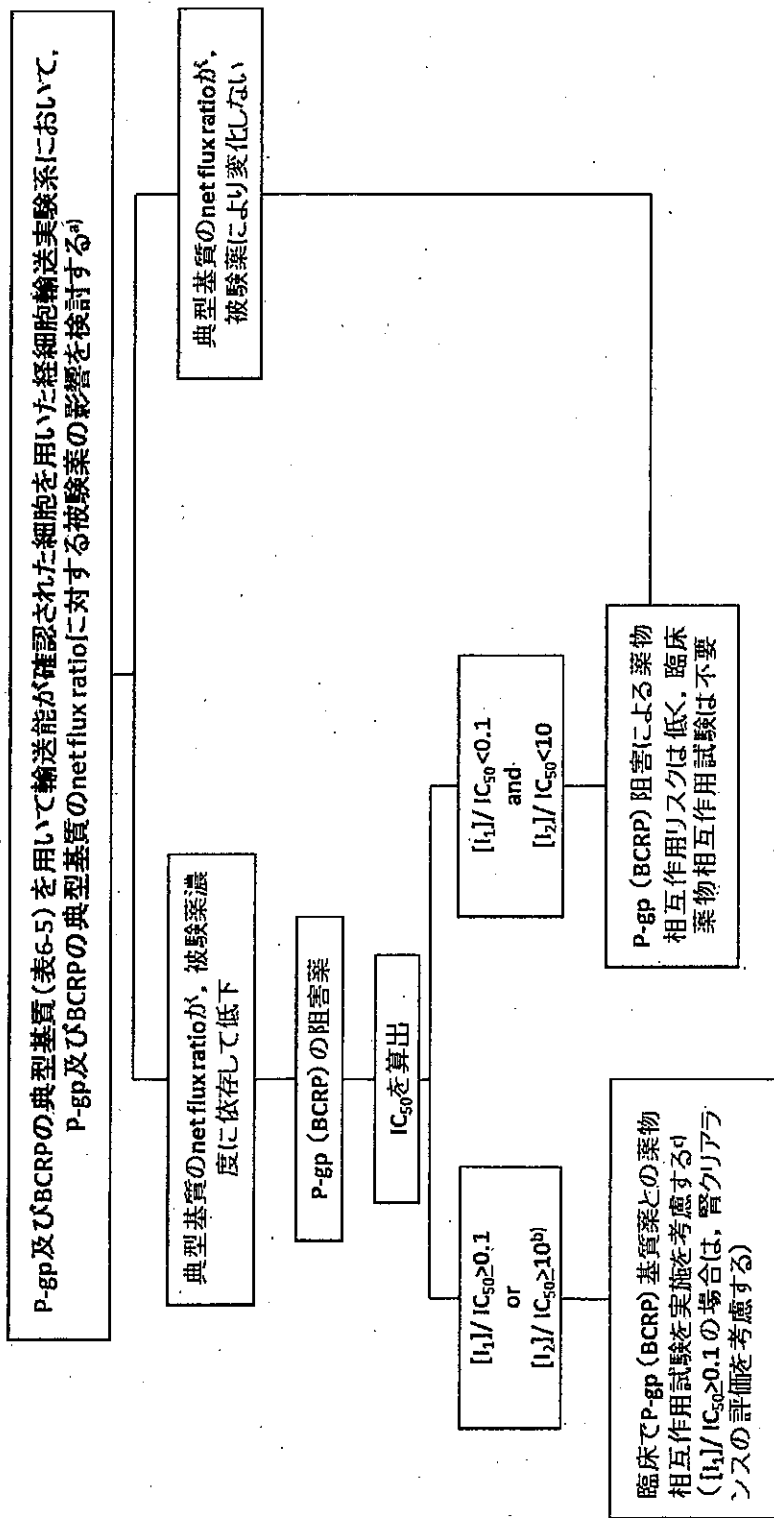 P-gp及びBCRPの典型基質(表6-5)を用いて輸送能が確認された細胞を用いた経細胞輸送実験系において,
P-gp及びBCRPの典型基質のnetflux ratioに対する被験薬の影響を検討するa)
典型基質のnetflux ratioが, 被験薬濃
度に依存して低下
典型基質のnet flux ratioが,
被験薬により変化しない
P-gp (BCRP) の阻害薬
IC50を算出
[I1]/ IC50≥0.1
or
[I2]/ IC50≥10b)
[I1]/ IC50<0.1
and
[I2]/ IC50<10
臨床でP-gp (BCRP) 基質薬との薬物
相互作用試験を実施を考慮するc)
([I1]/ IC50≥0.1 の場合は, 腎クリアラ
ンスの評価を考慮する)
P-gp (BCRP) 阻害による薬物
相互作用リスクは低く, 臨床
薬物相互作用試験は不要